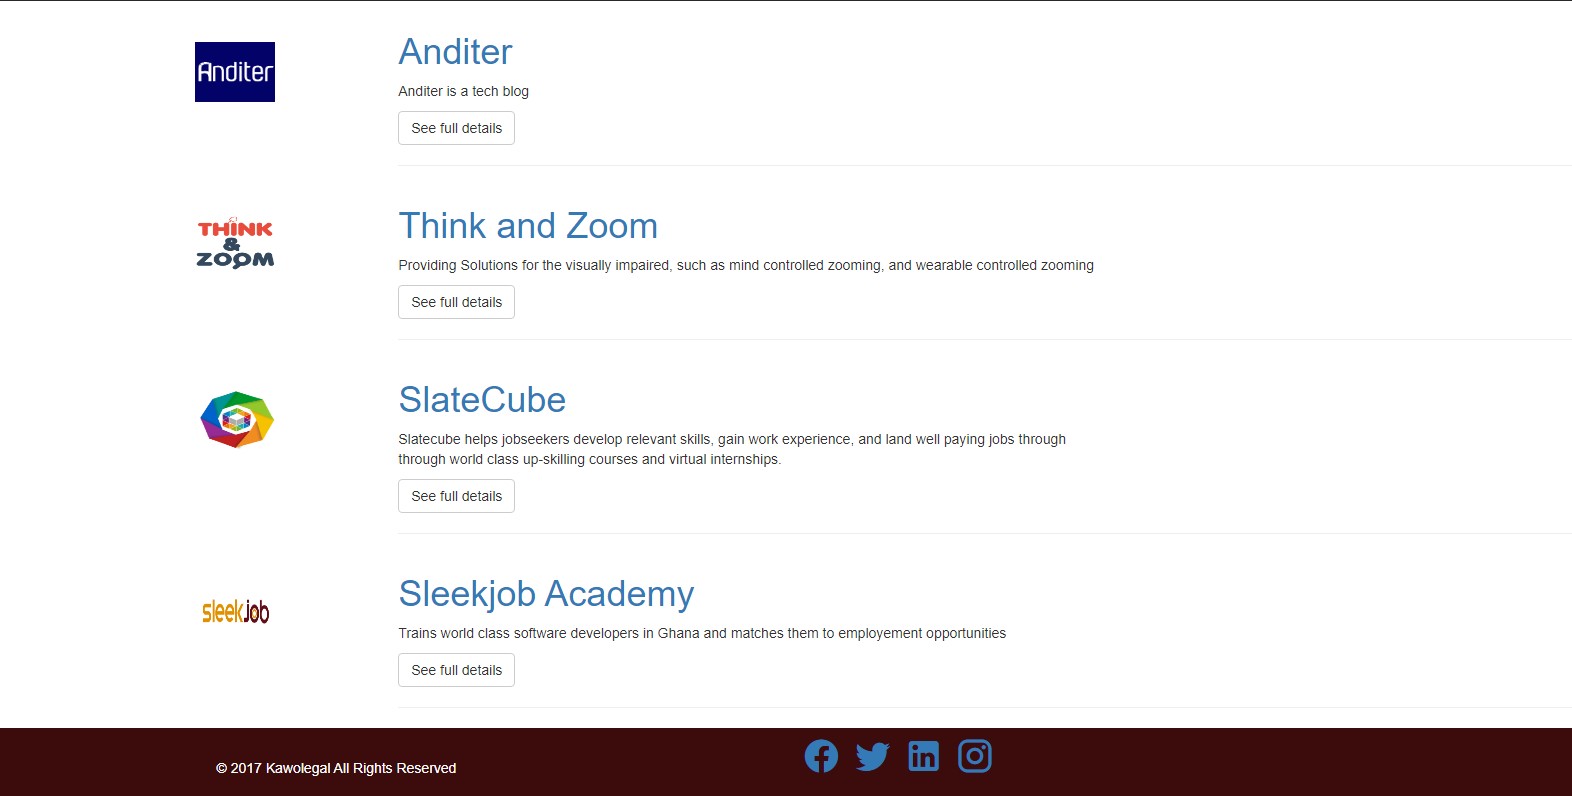 Anditer
Anditer
Anditer is a tech blog
See full details
THINK
&
ZOOM
Think and Zoom
Providing Solutions for the visually impaired, such as mind controlled zooming, and wearable controlled zooming
See full details
SlateCube
Slatecube helps jobseekers develop relevant skills, gain work experience, and land well paying jobs through
through world class up-skilling courses and virtual internships.
See full details
sleekjob
Sleekjob Academy
Trains world class software developers in Ghana and matches them to employement opportunities
See full details
© 2017 Kawolegal All Rights Reserved